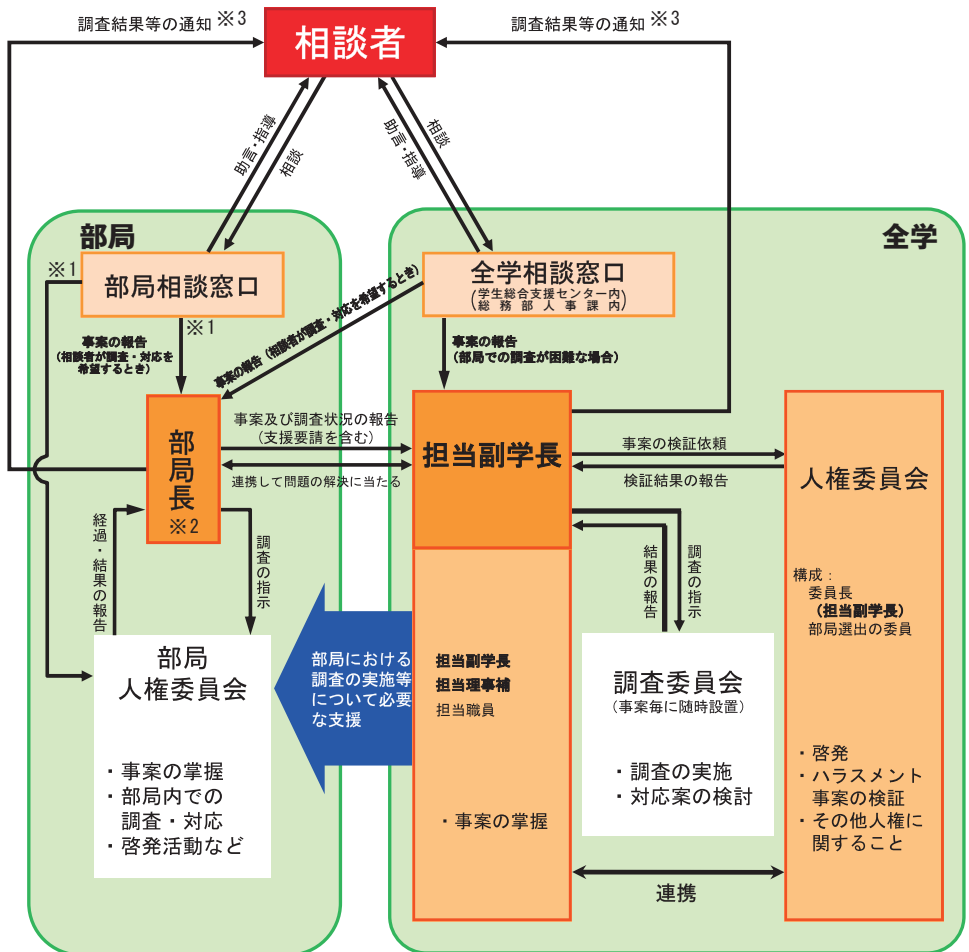 調査結果等の通知※3
相談者
調査結果等の通知※3
助言・指導
相談
助言・指導
相談
部局
※1
部局相談窓口
※1
事案の報告
(相談者が調査・対応を
希望するとき)
事案の報告(相談者が調査・対応を希望するとき)
部局長
※2
経過・結果の報告
調査の指示
部局
人権委員会
・事案の掌握
・部局内での
調査・対応
・啓発活動など
事案及び調査状況の報告
(支援要請を含む)
連携して問題の解決に当たる
部局における
調査の実施等
について必要
な支援
全学
全学相談窓口
(学生総合支援センター内)
(総務部人事課内)
事案の報告
(部局での調査が困難な場合)
担当副学長
担当副学長
担当理事補
担当職員
・事案の掌握
事案の検証依頼
検証結果の報告
結果の報告
調査の指示
調査委員会
(事案毎に随時設置)
・調査の実施
・対応案の検討
連携
人権委員会
構成：
委員長
(担当副学長)
部局選出の委員
・啓発
・ハラスメント
事案の検証
・その他人権に
関すること